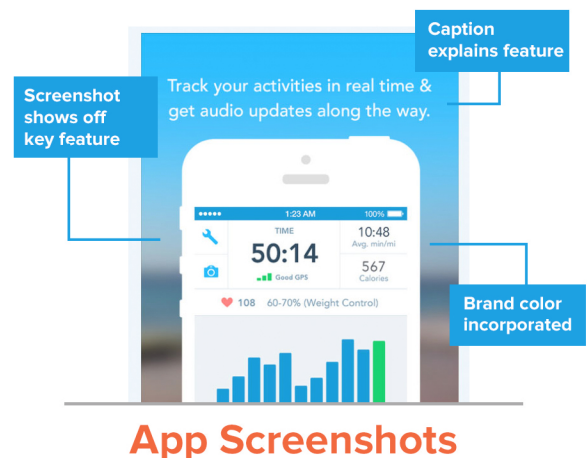 Caption
explains feature
Screenshot
shows off
key feature
Track your activities in real time &
get audio updates along the way.
1:23 AM
100%
TIME
50:14
Good GPS
10:48
Avg. min/mi
567
Calories
108 60-70% (Weight Control)
Brand color
incorporated
App Screenshots